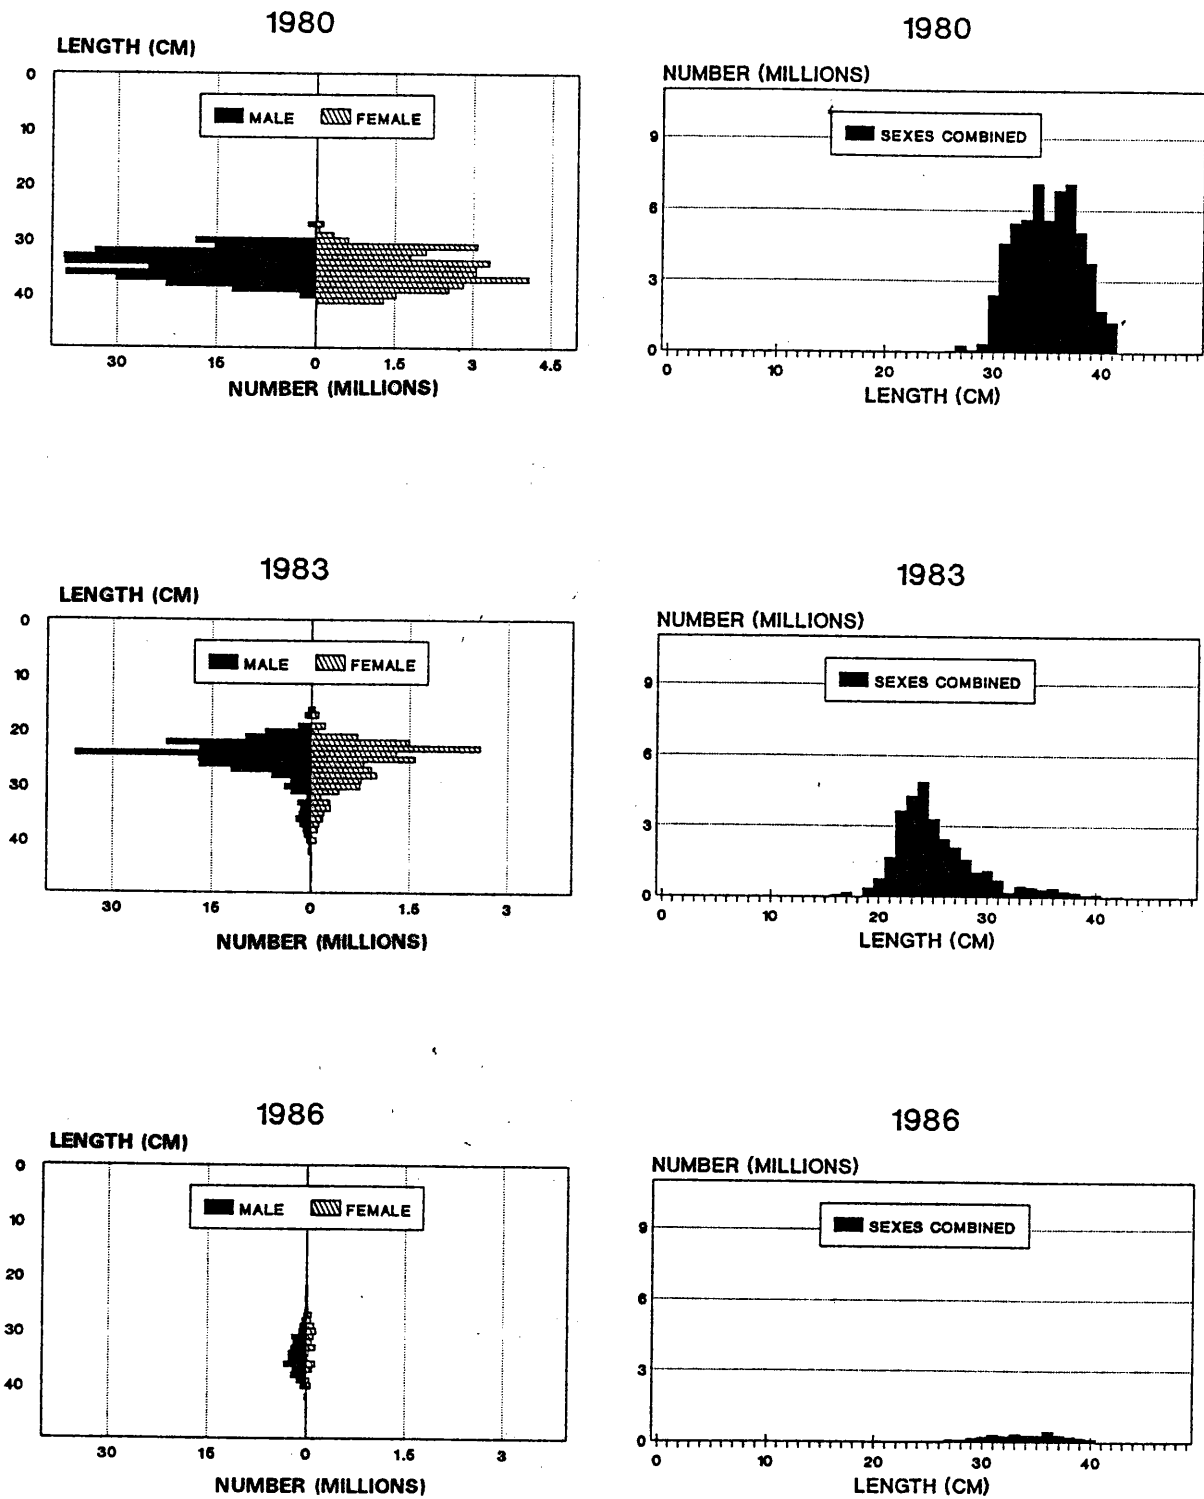 1980
LENGTH (CM)
0
10
20
30
40
MALE FEMALE
30 15 0 1.5 3 4.5
NUMBER (MILLIONS)
1980
NUMBER (MILLIONS)
9
6
3
0
SEXES COMBINED
0 10 20 30 40
LENGTH (CM)
1983
LENGTH (CM)
0
10
20
30
40
MALE FEMALE
30 15 0 1.5 3
NUMBER (MILLIONS)
1983
NUMBER (MILLIONS)
9
6
3
0
SEXES COMBINED
0 10 20 30 40
LENGTH (CM)
1986
LENGTH (CM)
0
10
20
30
40
MALE FEMALE
30 15 0 1.5 3
NUMBER (MILLIONS)
1986
NUMBER (MILLIONS)
9
6
3
0
SEXES COMBINED
0 10 20 30 40
LENGTH (CM)